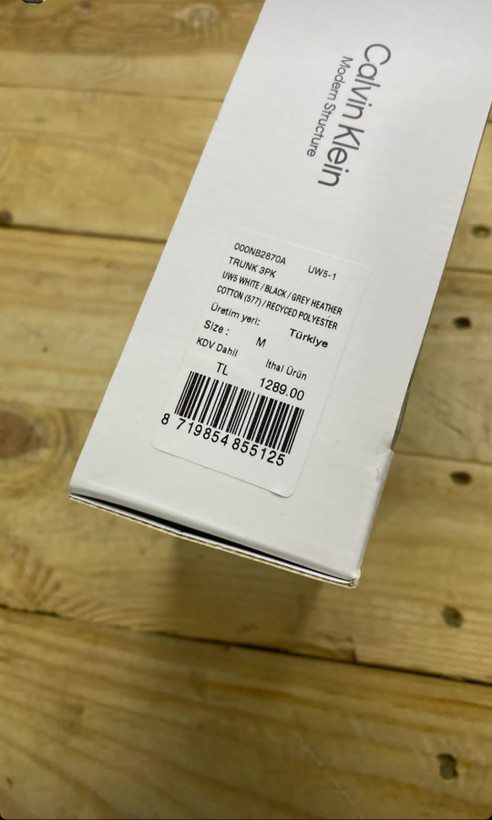 Calvin Klein
Modern Structure
000NB2870A UW5-1
TRUNK 3PK
UW5 WHITE / BLACK / GREY HEATHER
COTTON (577) / RECYCED POLYESTER
Üretim yeri: Türkiye
Size : M
KDV Dahil İthal Ürün
TL 1289.00
8 719854 855125